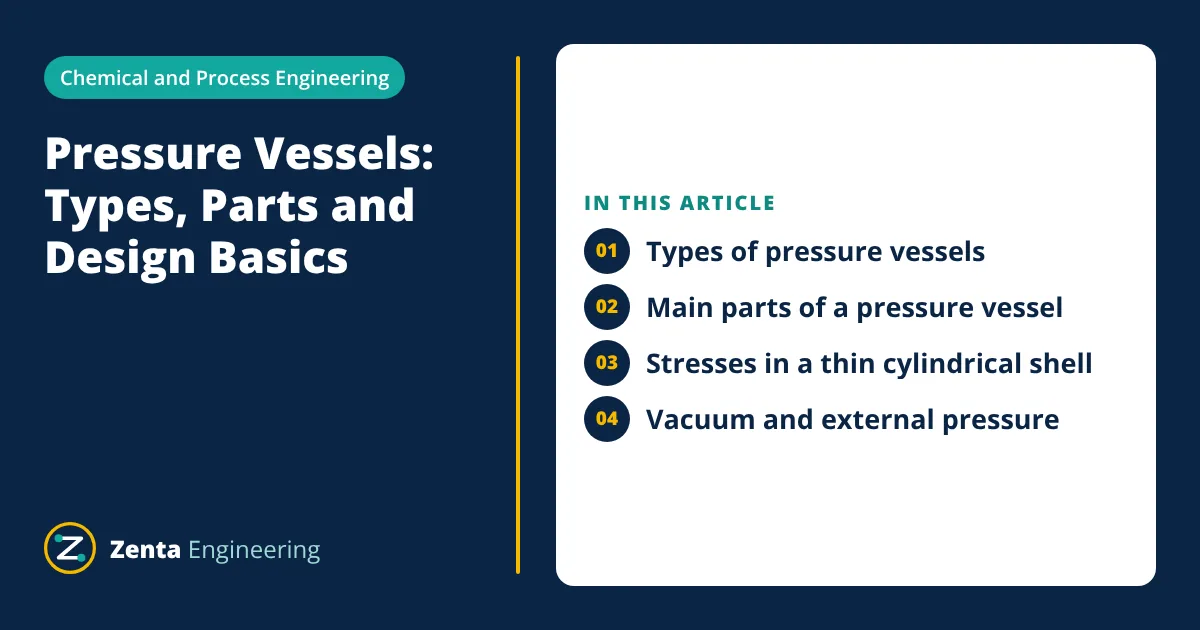 Chemical and Process Engineering
Pressure Vessels:
Types, Parts and
Design Basics
Zenta Engineering
IN THIS ARTICLE
01 Types of pressure vessels
02 Main parts of a pressure vessel
03 Stresses in a thin cylindrical shell
04 Vacuum and external pressure